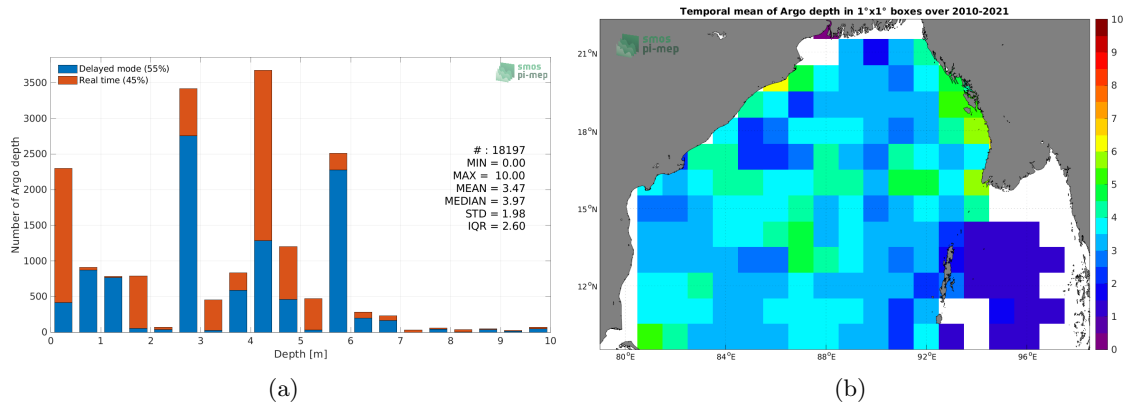 Delayed mode (55%)
Real time (45%)
smos
pi-mep
# : 18197
MIN = 0.00
MAX = 10.00
MEAN = 3.47
MEDIAN = 3.97
STD = 1.98
IQR = 2.60
Number of Argo depth
3500
3000
2500
2000
1500
1000
500
0
0 1 2 3 4 5 6 7 8 9 10
Depth [m]
(a)
Temporal mean of Argo depth in 1°x1° boxes over 2010-2021
smos
pi-mep
21°N
18°N
15°N
12°N
80°E 84°E 88°E 92°E 96°E
10
9
8
7
6
5
4
3
2
1
0
(b)